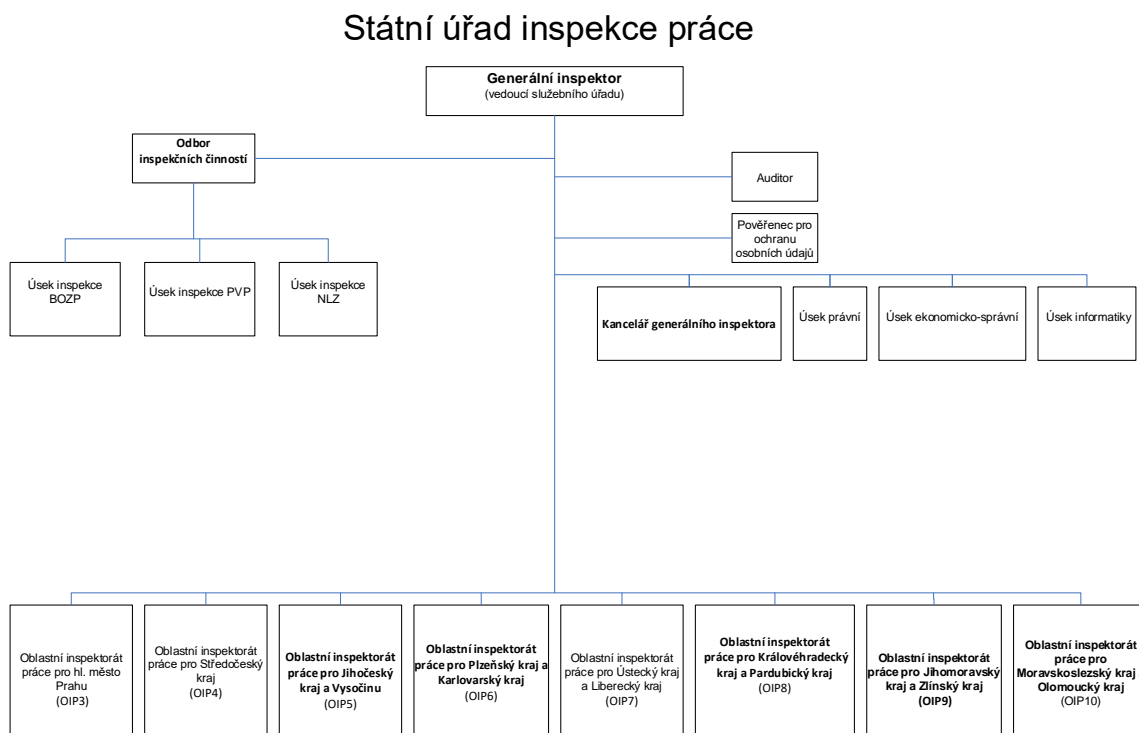 Státní úřad inspekce práce
Generální inspektor
(vedoucí služebního úřadu)
Odbor
inspekčních činností
Auditor
Pověřenec pro
ochranu
osobních údajů
Úsek inspekce
BOZP
Úsek inspekce PVP
Úsek inspekce
NLZ
Kancelář generálního inspektora
Úsek právní
Úsek ekonomicko-správní
Úsek informatiky
Oblastní inspektorát
práce pro hl. město
Prahu
(OIP3)
Oblastní inspektorát
práce pro Středočeský
kraj
(OIP4)
Oblastní inspektorát
práce pro Jihočeský
kraj a Vysočinu
(OIP5)
Oblastní inspektorát
práce pro Plzeňský kraj a
Karlovarský kraj
(OIP6)
Oblastní inspektorát
práce pro Ústecký kraj
a Liberecký kraj
(OIP7)
Oblastní inspektorát
práce pro Královéhradecký
kraj a Pardubický kraj
(OIP8)
Oblastní inspektorát
práce pro Jihomoravský
kraj a Zlínský kraj
(OIP9)
Oblastní inspektorát
práce pro
Moravskoslezský kraj a
Olomoucký kraj
(OIP10)